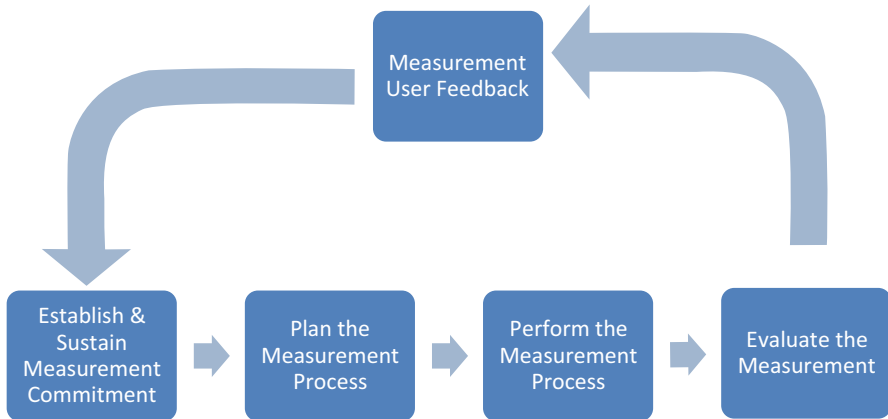 Measurement
User Feedback
Establish &
Sustain
Measurement
Commitment
Plan the
Measurement
Process
Perform the
Measurement
Process
Evaluate the
Measurement